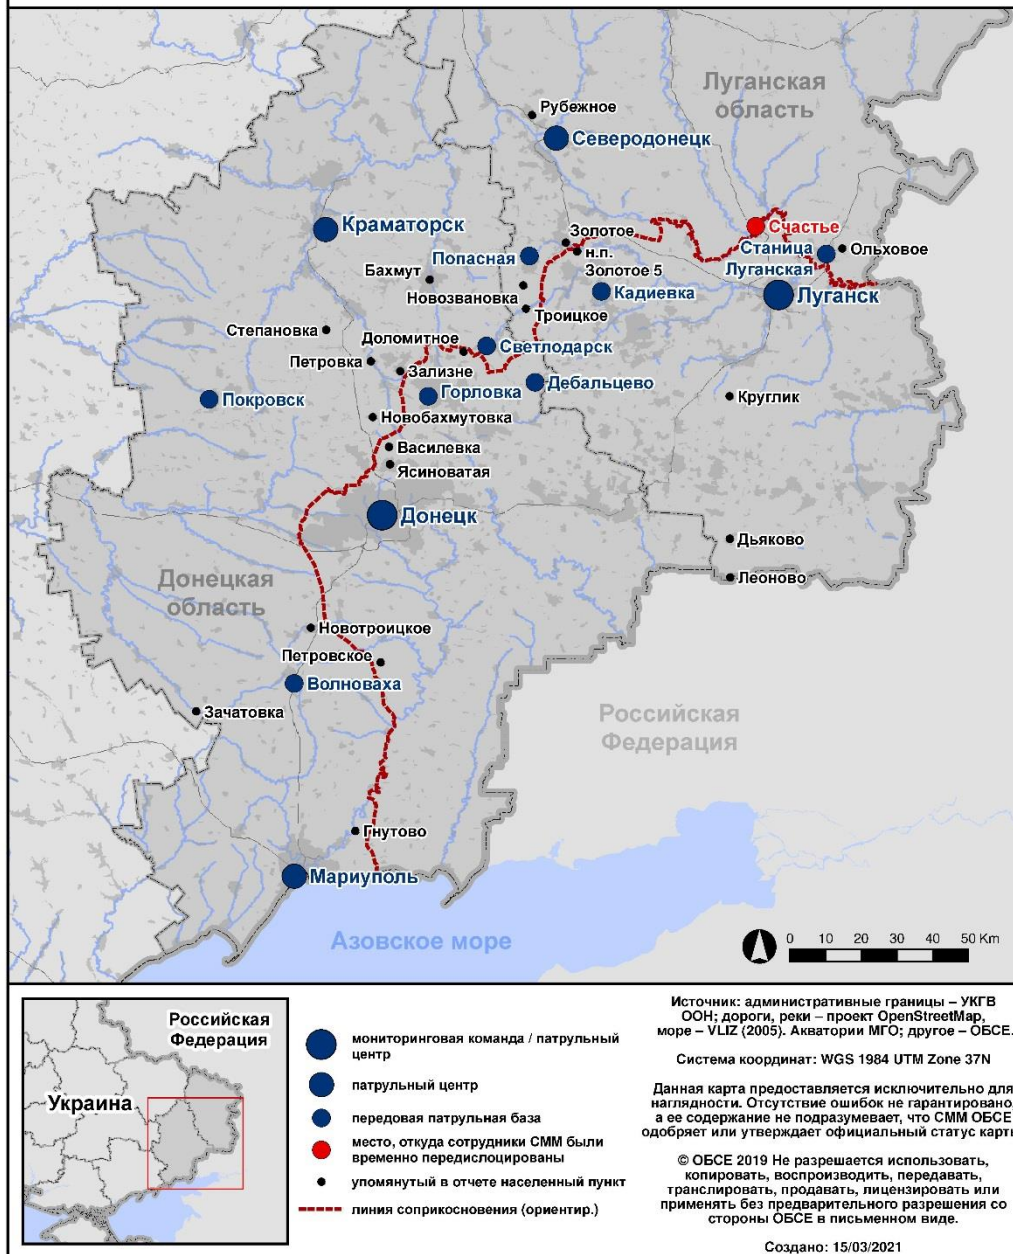 Луганская
область
Рубежное
Северодонецк
Краматорск
Счастье
Золотое
н.п.
Золотое 5
Станица
Луганская
Ольховое
Попасная
Бахмут
Кадиевка
Луганск
Новозвановка
Троицкое
Степановка
Доломитное
Светлодарск
Петровка
Зализне
Дебальцево
Покровск
Горловка
Круглик
Новобахмутовка
Василевка
Ясиноватая
Донецк
Дьяково
Леоново
Донецкая
область
Новотроицкое
Петровское
Волноваха
Зачатовка
Российская
Федерация
Гнутово
Мариуполь
Азовское море
0 10 20 30 40 50 Km
Российская
Федерация
Украина
мониторинговая команда / патрульный
центр
патрульный центр
передовая патрульная база
место, откуда сотрудники СММ были
временно передислоцированы
упомянутый в отчете населенный пункт
линия соприкосновения (ориентир.)
Источник: административные границы – УКГВ
ООН; дороги, реки – проект OpenStreetMap,
море – VLIZ (2005). Акватории МГО; другое – ОБСЕ.
Система координат: WGS 1984 UTM Zone 37N
Данная карта предоставляется исключительно для
наглядности. Отсутствие ошибок не гарантировано,
а ее содержание не подразумевает, что СММ ОБСЕ
одобряет или утверждает официальный статус карты
© ОБСЕ 2019 Не разрешается использовать,
копировать, воспроизводить, передавать,
транслировать, продавать, лицензировать или
применять без предварительного разрешения со
стороны ОБСЕ в письменном виде.
Создано: 15/03/2021